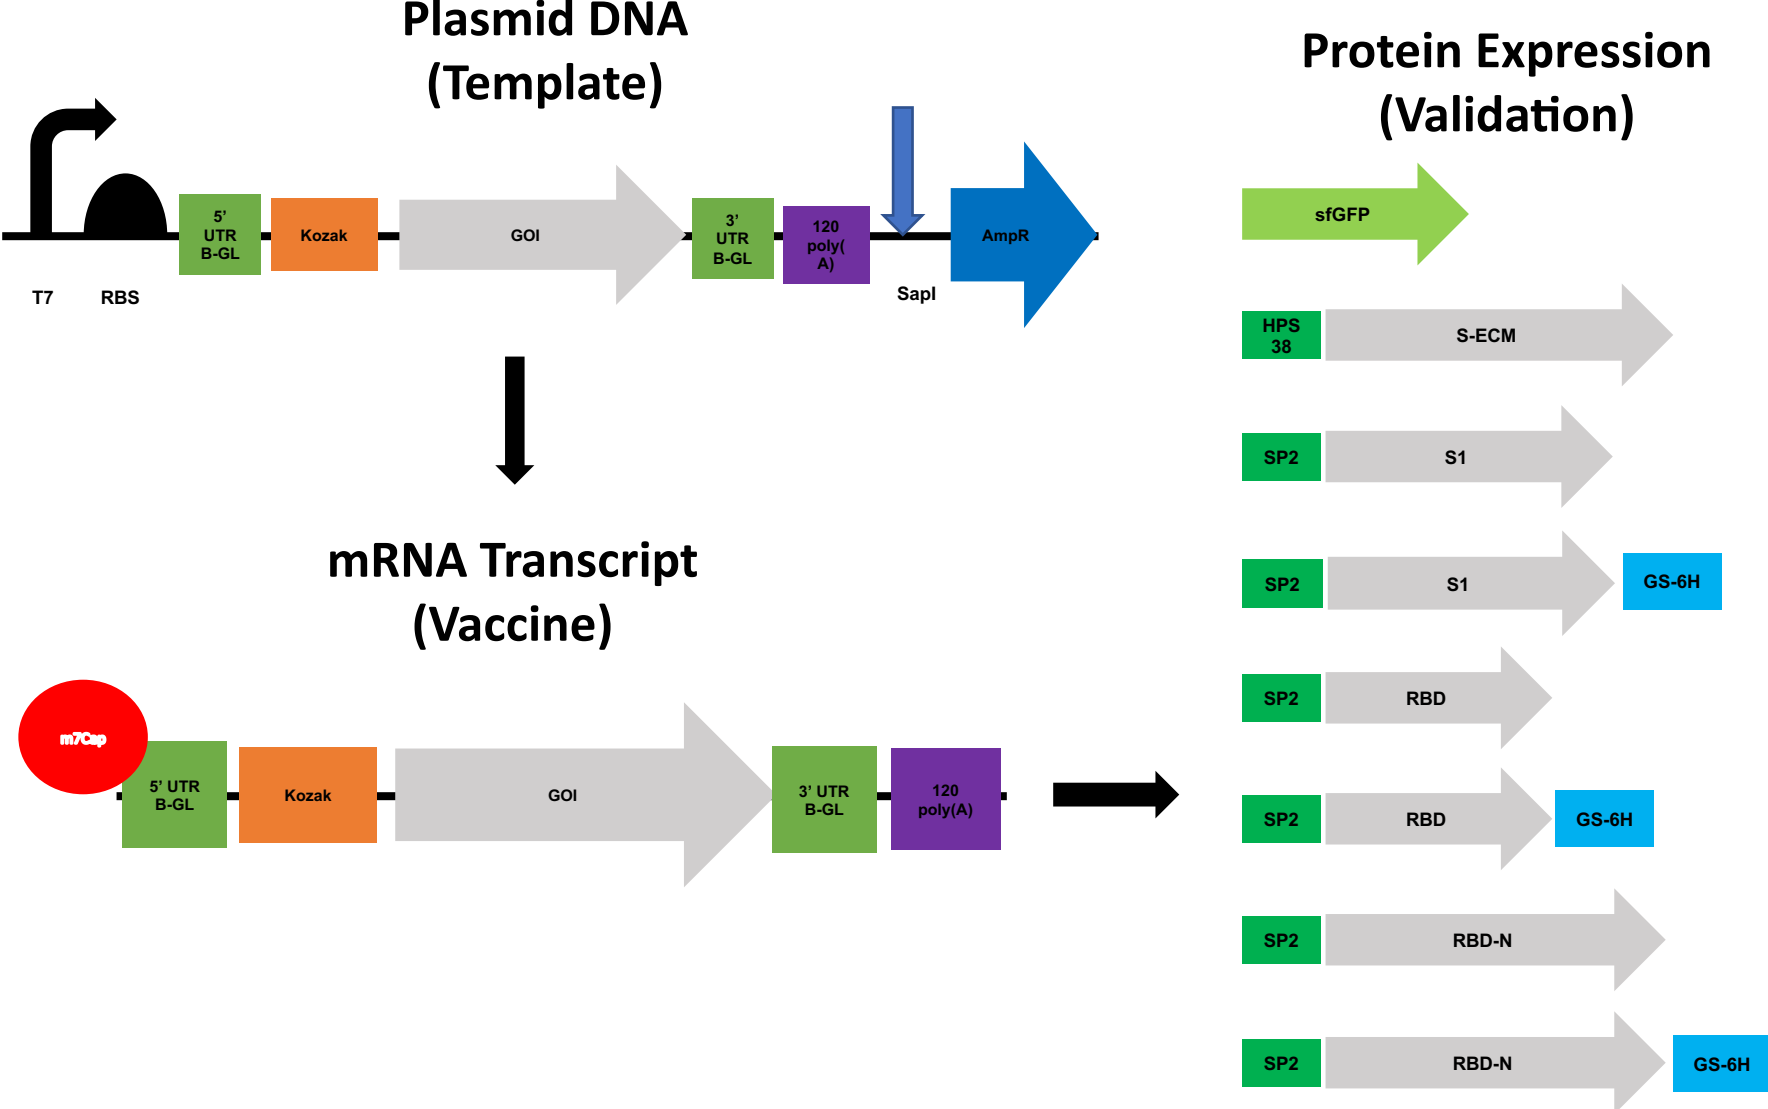 Plasmid DNA
(Template)
5’
UTR
B-GL
Kozak
GOI
3’
UTR
B-GL
120
poly(
A)
AmpR
T7
RBS
SapI
mRNA Transcript
(Vaccine)
m7Cap
5’ UTR
B-GL
Kozak
GOI
3’ UTR
B-GL
120
poly(A)
Protein Expression
(Validation)
sfGFP
HPS
38
S-ECM
SP2
S1
SP2
S1
GS-6H
SP2
RBD
SP2
RBD
GS-6H
SP2
RBD-N
SP2
RBD-N
GS-6H